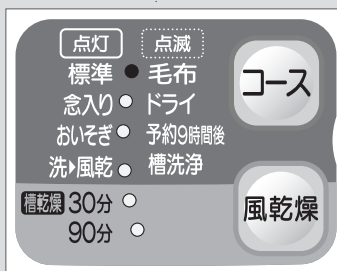 点灯 点滅
標準 毛布
念入り ドライ
おいそぎ 予約9時間後
洗▶風乾 槽洗浄
コース
槽乾燥 30分
90分
風乾燥